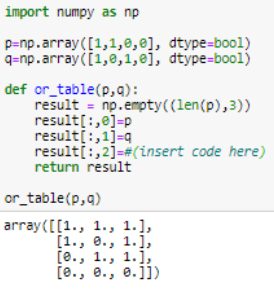 import numpy as np
p=np.array([1,1,0,0], dtype=bool)
q=np.array([1,0,1,0], dtype=bool)
def or_table(p,q):
    result = np.empty((len(p),3))
    result[:,0]=p
    result[:,1]=q
    result[:,2]=#(insert code here)
    return result
or_table(p,q)
array([[1., 1., 1.],
       [1., 0., 1.],
       [0., 1., 1.],
       [0., 0., 0.]])